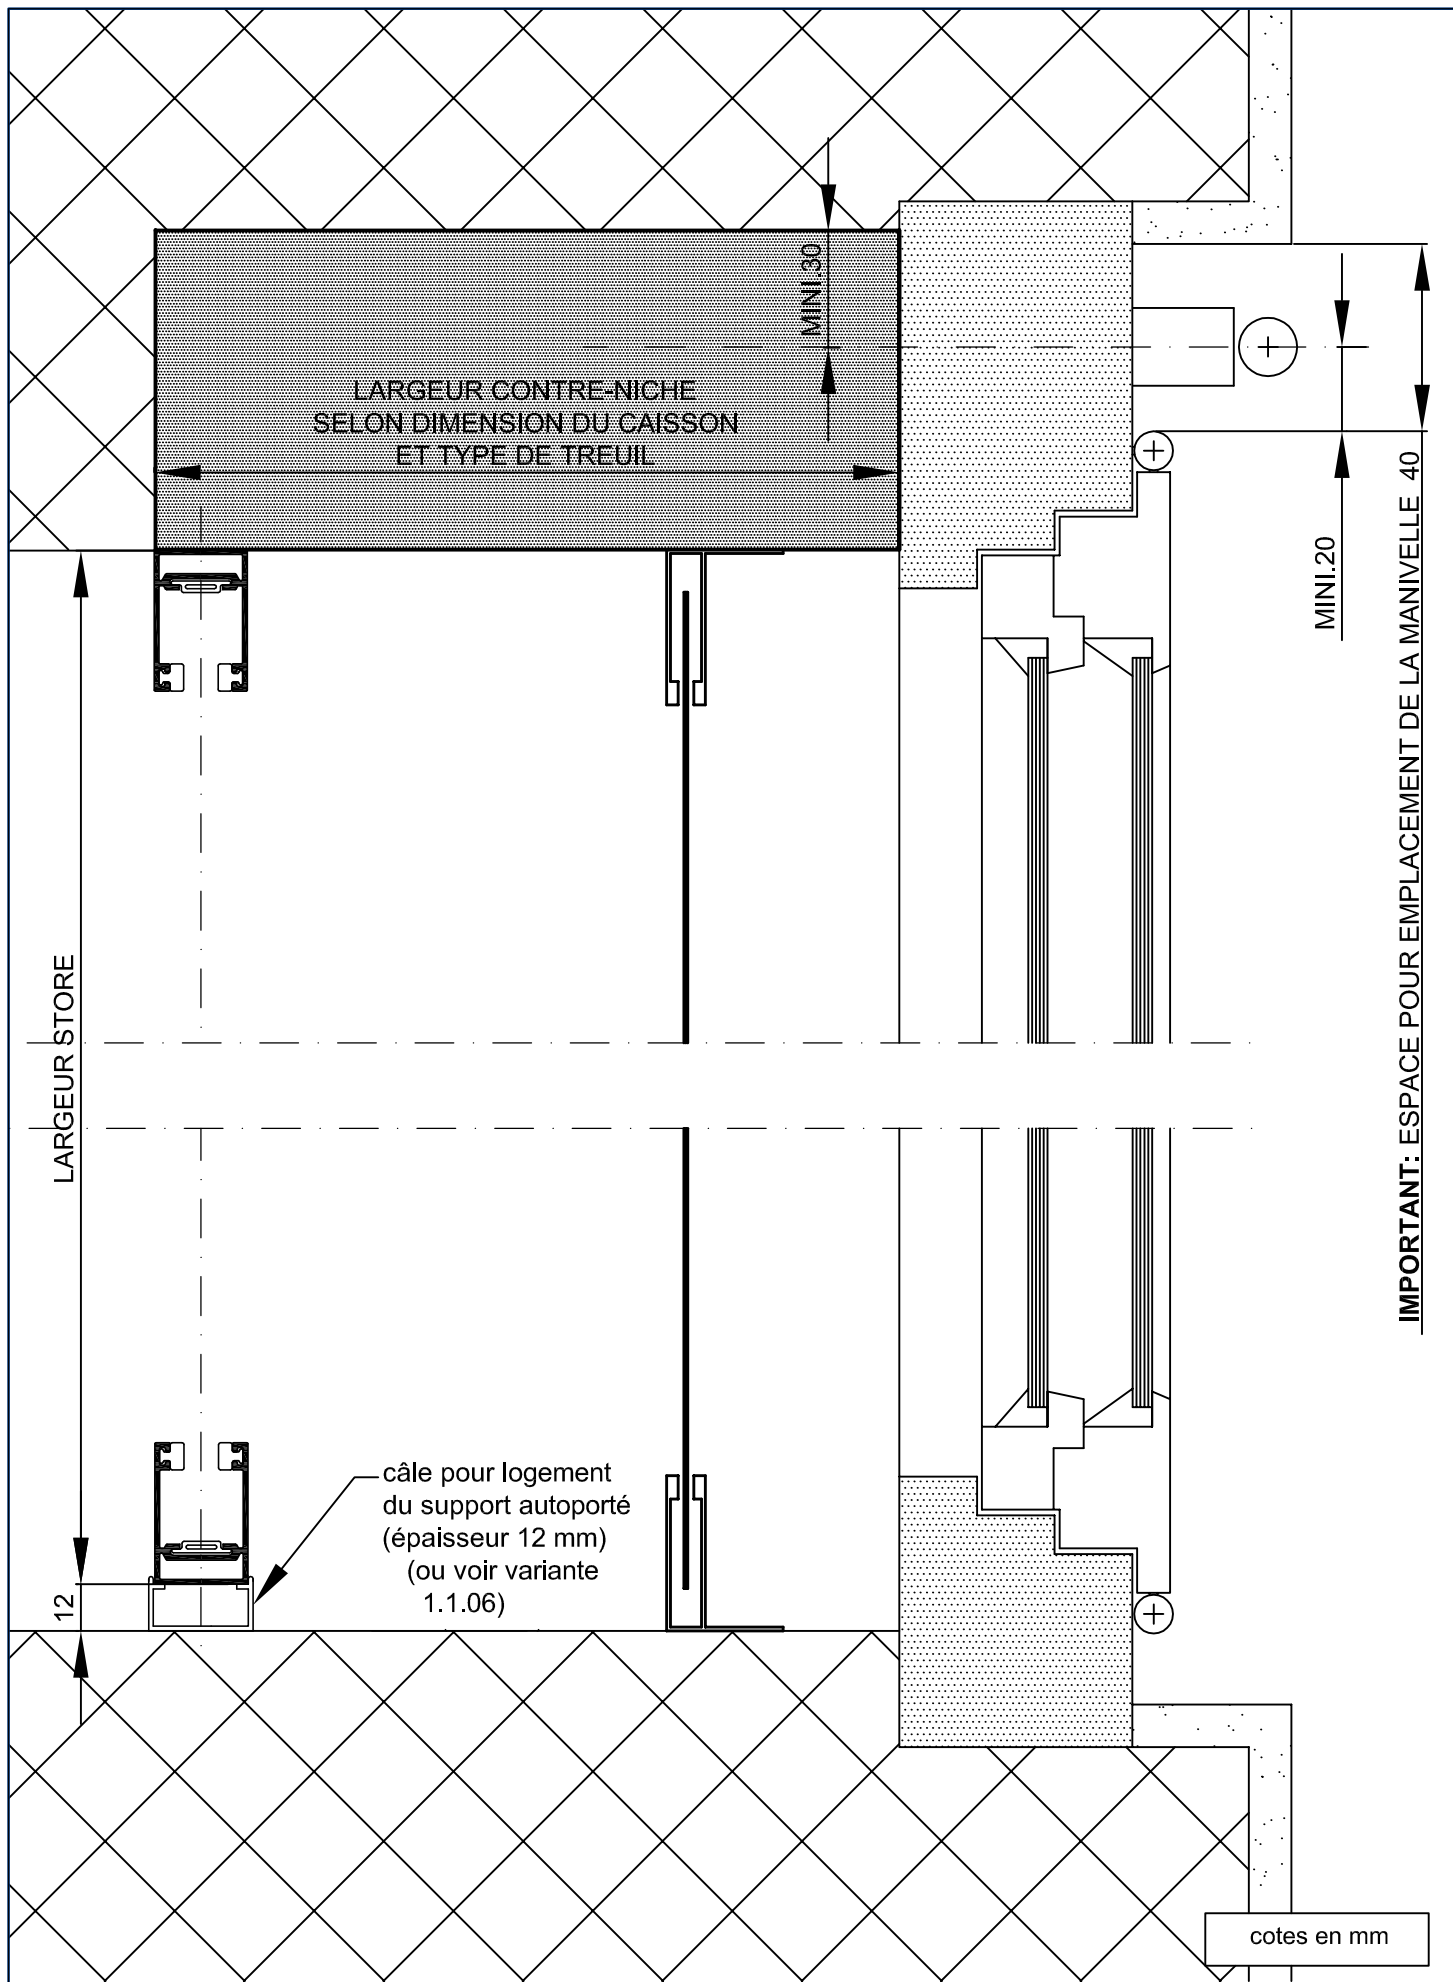 MINI.30
LARGEUR CONTRE-NICHE
SELON DIMENSION DU CAISSON
ET TYPE DE TREUIL
MINI.20
IMPORTANT: ESPACE POUR EMPLACEMENT DE LA MANIVELLE 40
LARGEUR STORE
câle pour logement
du support autoporté
(épaisseur 12 mm)
(ou voir variante
1.1.06)
12
cotes en mm